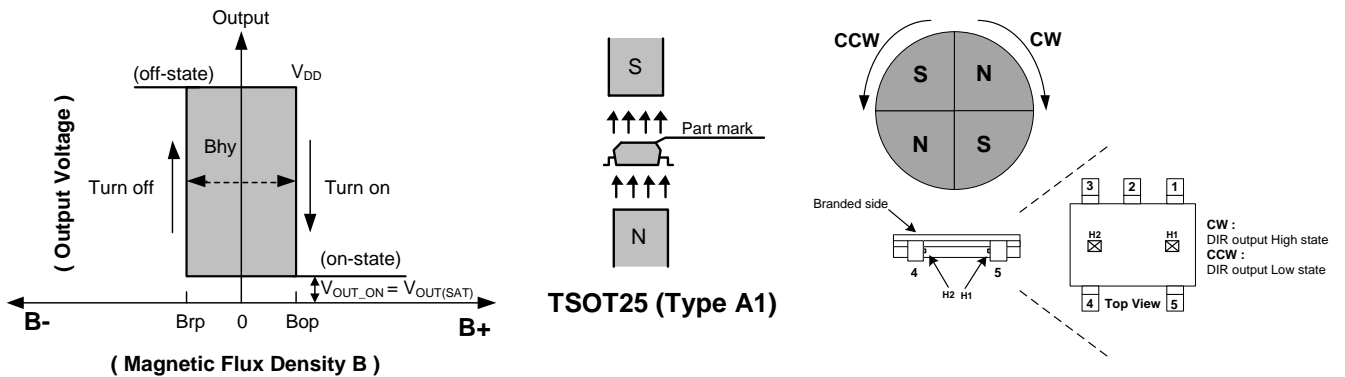 Output
(off-state)
VDD
( Output Voltage )
Bhy
Turn off
Turn on
(on-state)
VOUT_ON = VOUT(SAT)
B-
Brp
0
Bop
B+
( Magnetic Flux Density B )
S
Part mark
N
TSOT25 (Type A1)
CCW
CW
S
N
N
S
Branded side
4
5
H2
H1
3
2
1
H2
H1
4
Top View
5
CW :
DIR output High state
CCW :
DIR output Low state